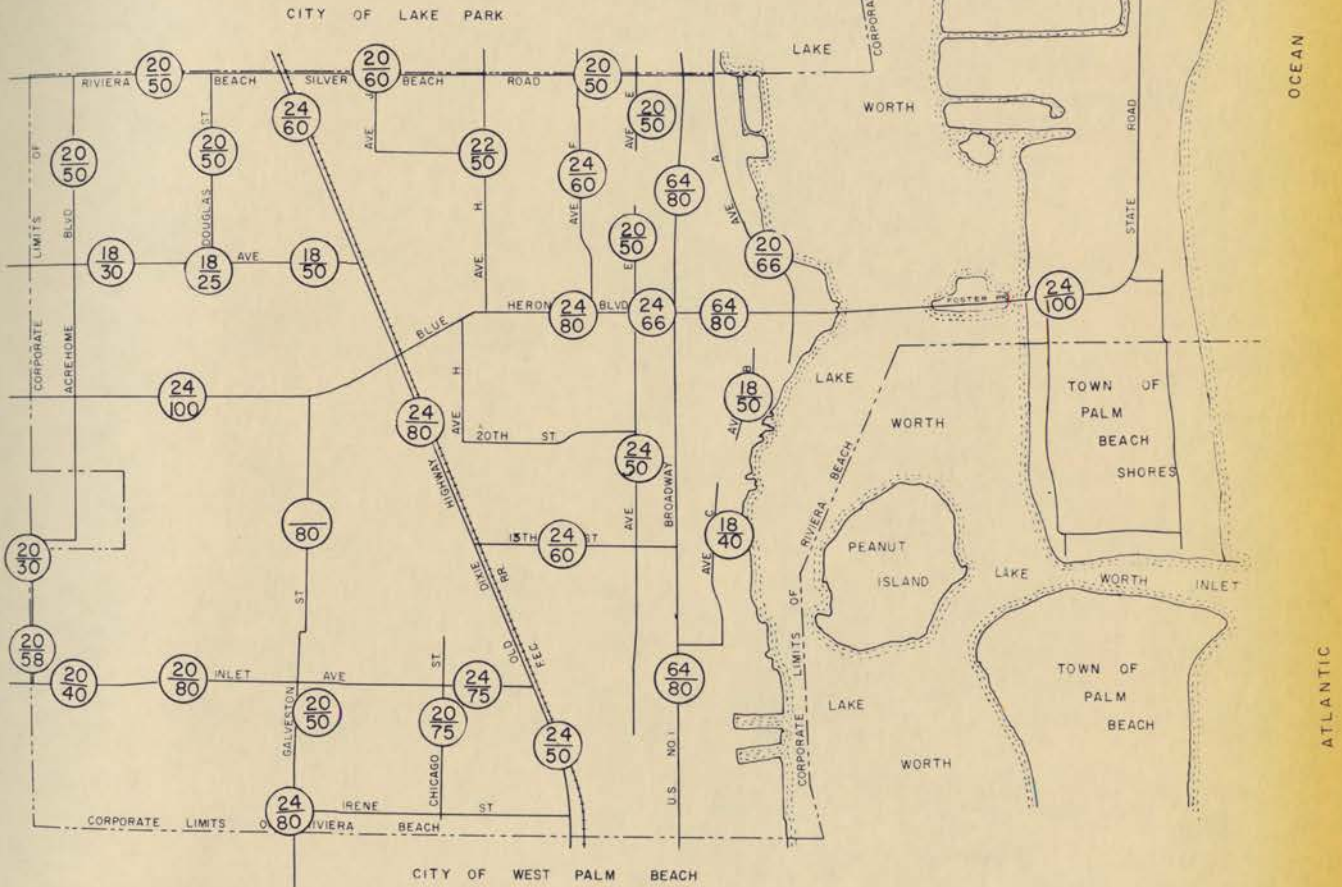 CITY OF LAKE PARK
LAKE
CORPORA
OCEAN
RIVIERA BEACH SILVER BEACH ROAD
20
50
20
60
20
50
WORTH
24
60
20
50
20
50
AVE J
AVE F
AVE E
20
50
DOUGLAS ST
22
50
24
60
64
80
AVE A
STATE ROAD
CORPORATE LIMITS OF
ACREHOME BLVD
AVE H
18
30
18
25
AVE
18
50
20
50
E
20
66
BLUE HERON BLVD
24
80
24
66
64
80
FOSTER
24
100
24
100
AVE H
20TH ST
24
80
18
50
AVE B
LAKE
WORTH
TOWN OF
PALM
BEACH
SHORES
24
50
HIGHWAY
BROADWAY
80
20
30
13TH ST
24
60
18
40
AVE C
AVE
RIVIERA BEACH
PEANUT
ISLAND
LAKE WORTH INLET
OLD DIXIE
FEC RR
ST
20
58
20
40
20
80
INLET AVE
24
75
64
80
TOWN OF
PALM
BEACH
GALVESTON
20
50
ST
20
75
24
50
CHICAGO
US NO 1
CORPORATE LIMITS OF
LAKE
WORTH
ATLANTIC
24
80
IRENE ST
CORPORATE LIMITS OF RIVIERA BEACH
CITY OF WEST PALM BEACH